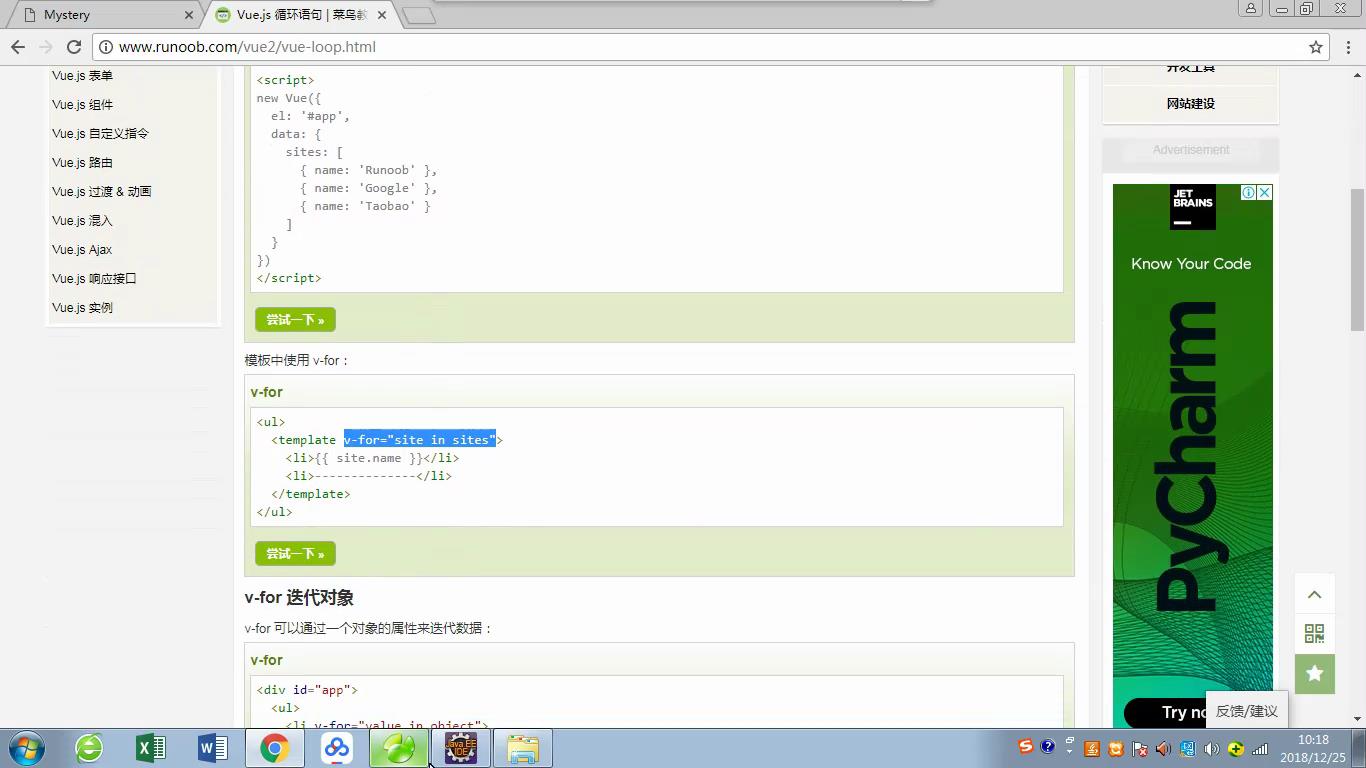 Mystery
Vue.js 循环语句 | 菜鸟教
www.runoob.com/vue2/vue-loop.html
Vue.js 表单
Vue.js 组件
Vue.js 自定义指令
Vue.js 路由
Vue.js 过渡 & 动画
Vue.js 混入
Vue.js Ajax
Vue.js 响应接口
Vue.js 实例
<script>
new Vue({
  el: '#app',
  data: {
    sites: [
      { name: 'Runoob' },
      { name: 'Google' },
      { name: 'Taobao' }
    ]
  }
})
</script>
尝试一下 »
模板中使用 v-for：
v-for
<ul>
  <template v-for="site in sites">
    <li>{{ site.name }}</li>
    <li>--------------</li>
  </template>
</ul>
尝试一下 »
v-for 迭代对象
v-for 可以通过一个对象的属性来迭代数据：
v-for
<div id="app">
  <ul>
    <li v-for="value in object">
开发工具
网站建设
Advertisement
JET
BRAINS
Know Your Code
PyCharm
Try no
反馈/建议
Java EE
IDE
10:18
2018/12/25